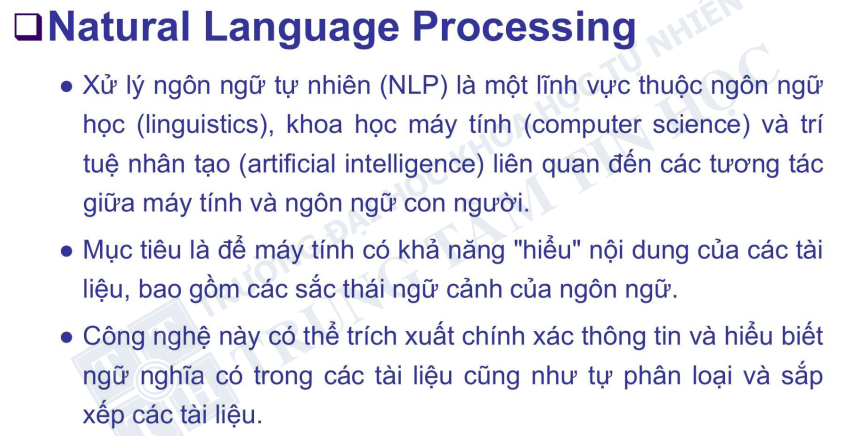 ❑Natural Language Processing
● Xử lý ngôn ngữ tự nhiên (NLP) là một lĩnh vực thuộc ngôn ngữ
học (linguistics), khoa học máy tính (computer science) và trí
tuệ nhân tạo (artificial intelligence) liên quan đến các tương tác
giữa máy tính và ngôn ngữ con người.
● Mục tiêu là để máy tính có khả năng "hiểu" nội dung của các tài
liệu, bao gồm các sắc thái ngữ cảnh của ngôn ngữ.
● Công nghệ này có thể trích xuất chính xác thông tin và hiểu biết
ngữ nghĩa có trong các tài liệu cũng như tự phân loại và sắp
xếp các tài liệu.
TRƯỜNG ĐẠI HỌC KHOA HỌC TỰ NHIÊN
TRUNG TÂM TIN HỌC